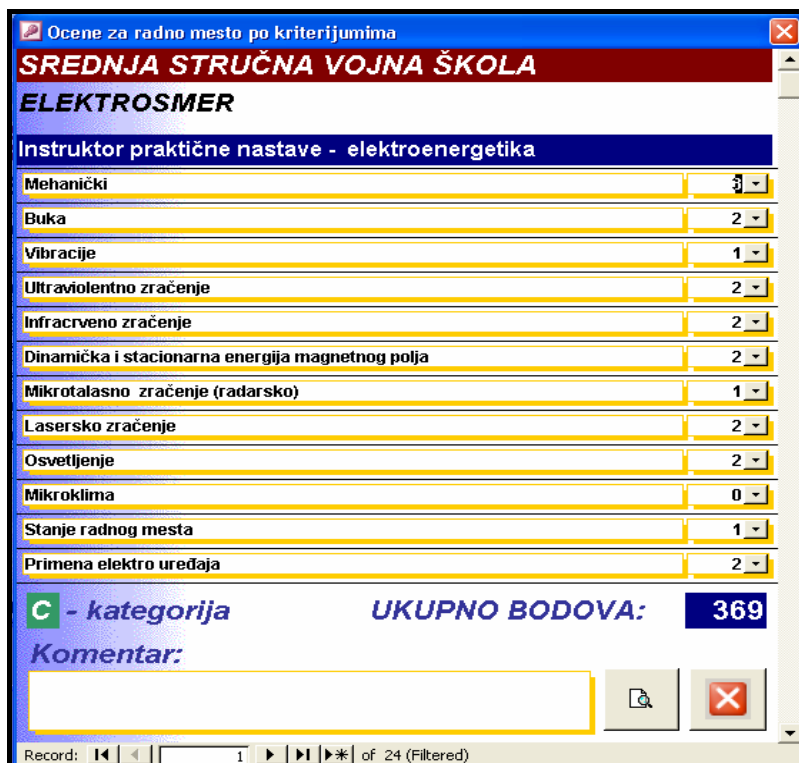 Ocene za radno mesto po kriterijumima
SREDNJA STRUČNA VOJNA ŠKOLA
ELEKTROSMER
Instruktor praktične nastave - elektroenergetika
Mehanički 3
Buka 2
Vibracije 1
Ultraviolentno zračenje 2
Infracrveno zračenje 2
Dinamička i stacionarna energija magnetnog polja 2
Mikrotalasno zračenje (radarsko) 1
Lasersko zračenje 2
Osvetljenje 2
Mikroklima 0
Stanje radnog mesta 1
Primena elektro uređaja 2
C - kategorija UKUPNO BODOVA: 369
Komentar:
Record: 1 of 24 (Filtered)